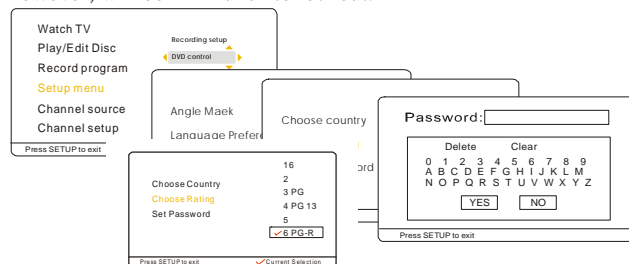 Watch TV
Play/Edit Disc
Record program
Setup menu
Channel source
Channel setup
Press SETUP to exit
Recording setup
DVD control
Angle Maek
Language Prefere
Choose country
ord
Password:
Delete Clear
0 1 2 3 4 5 6 7 8 9
A B C D E F G H I J K L M
N O P Q R S T U V W X Y Z
YES NO
Press SETUP to exit
Choose Country
Choose Rating
Set Password
16
2
3 PG
4 PG 13
5
✓6 PG-R
Press SETUP to exit ✓Current Selection